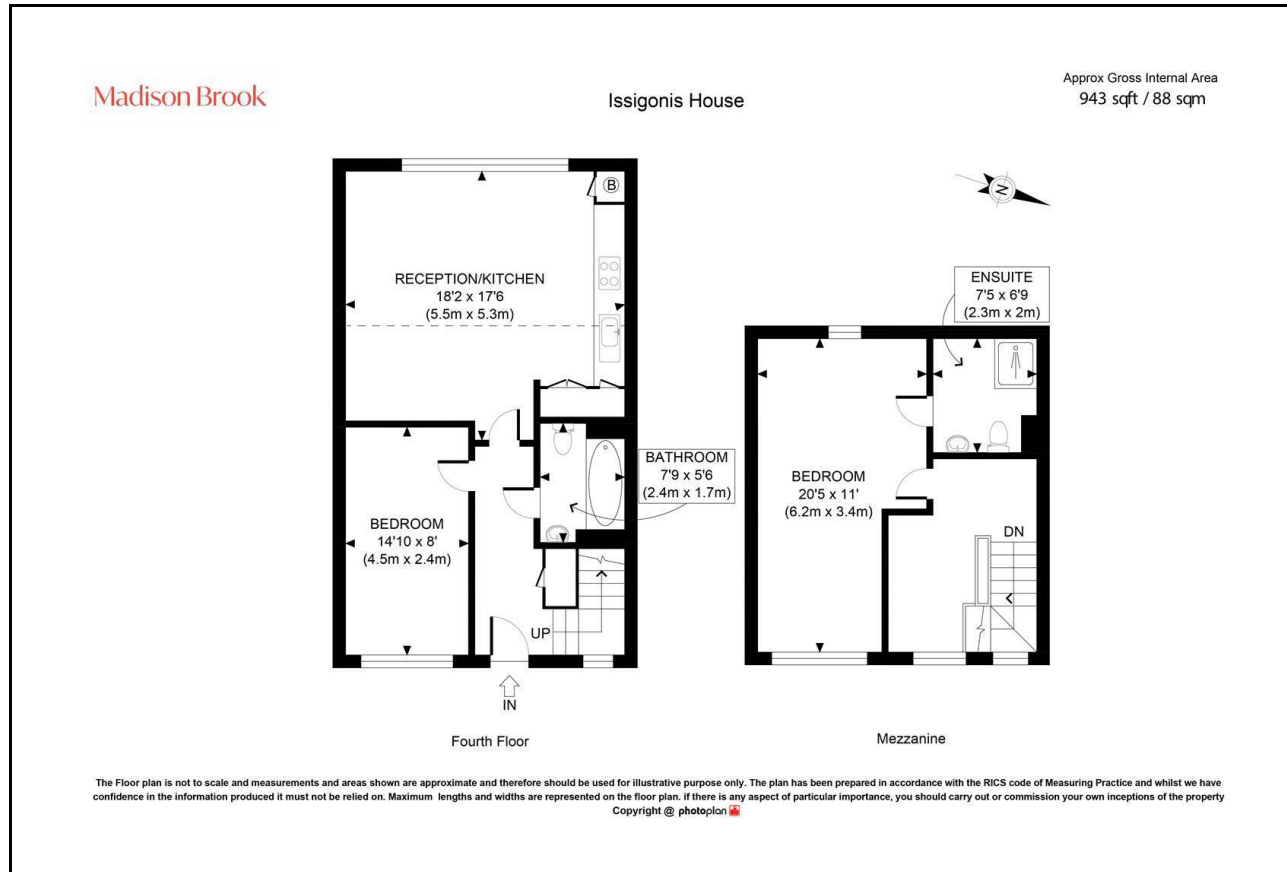 Madison Brook
Issigonis House
Approx Gross Internal Area
943 sqft / 88 sqm
B
N
RECEPTION/KITCHEN
18'2 x 17'6
(5.5m x 5.3m)
ENSUITE
7'5 x 6'9
(2.3m x 2m)
BATHROOM
7'9 x 5'6
(2.4m x 1.7m)
BEDROOM
14'10 x 8'
(4.5m x 2.4m)
BEDROOM
20'5 x 11'
(6.2m x 3.4m)
DN
UP
IN
Fourth Floor
Mezzanine
The Floor plan is not to scale and measurements and areas shown are approximate and therefore should be used for illustrative purpose only. The plan has been prepared in accordance with the RICS code of Measuring Practice and whilst we have
confidence in the information produced it must not be relied on. Maximum lengths and widths are represented on the floor plan. if there is any aspect of particular importance, you should carry out or commission your own inceptions of the property
Copyright @ photoplan